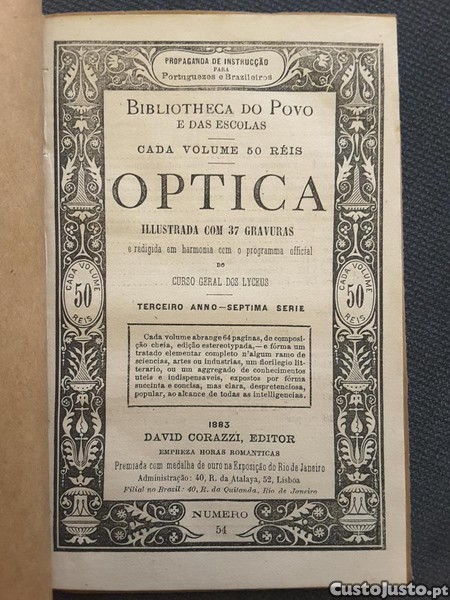 PROPAGANDA DE INSTRUCÇÃO
PARA
Portuguezes e Brazileiros
BIBLIOTHECA DO POVO
E DAS ESCOLAS
CADA VOLUME 50 RÉIS
OPTICA
ILLUSTRADA COM 37 GRAVURAS
e redigida em harmonia com o programma official
DO
CURSO GERAL DOS LYCEUS
TERCEIRO ANNO—SEPTIMA SERIE
CADA VOLUME
50
REIS
CADA VOLUME
50
REIS
Cada volume abrange 64 paginas, de composi-
ção cheia, edição estereotypada,—e fórma um
tratado elementar completo n'algum ramo de
sciencias, artes ou industrias, um florilegio lit-
terario, ou um aggregado de conhecimentos
uteis e indispensaveis, expostos por fórma
succinta e concisa, mas clara, despretenciosa,
popular, ao alcance de todas as intelligencias.
1883
DAVID CORAZZI, EDITOR
EMPREZA HORAS ROMANTICAS
Premiada com medalha de ouro na Exposição do Rio de Janeiro
Administração: 40, R. da Atalaya, 52, Lisboa
Filial no Brazil: 40, R. da Quitanda, Rio de Janeiro
NUMERO
54
CustoJusto.pt